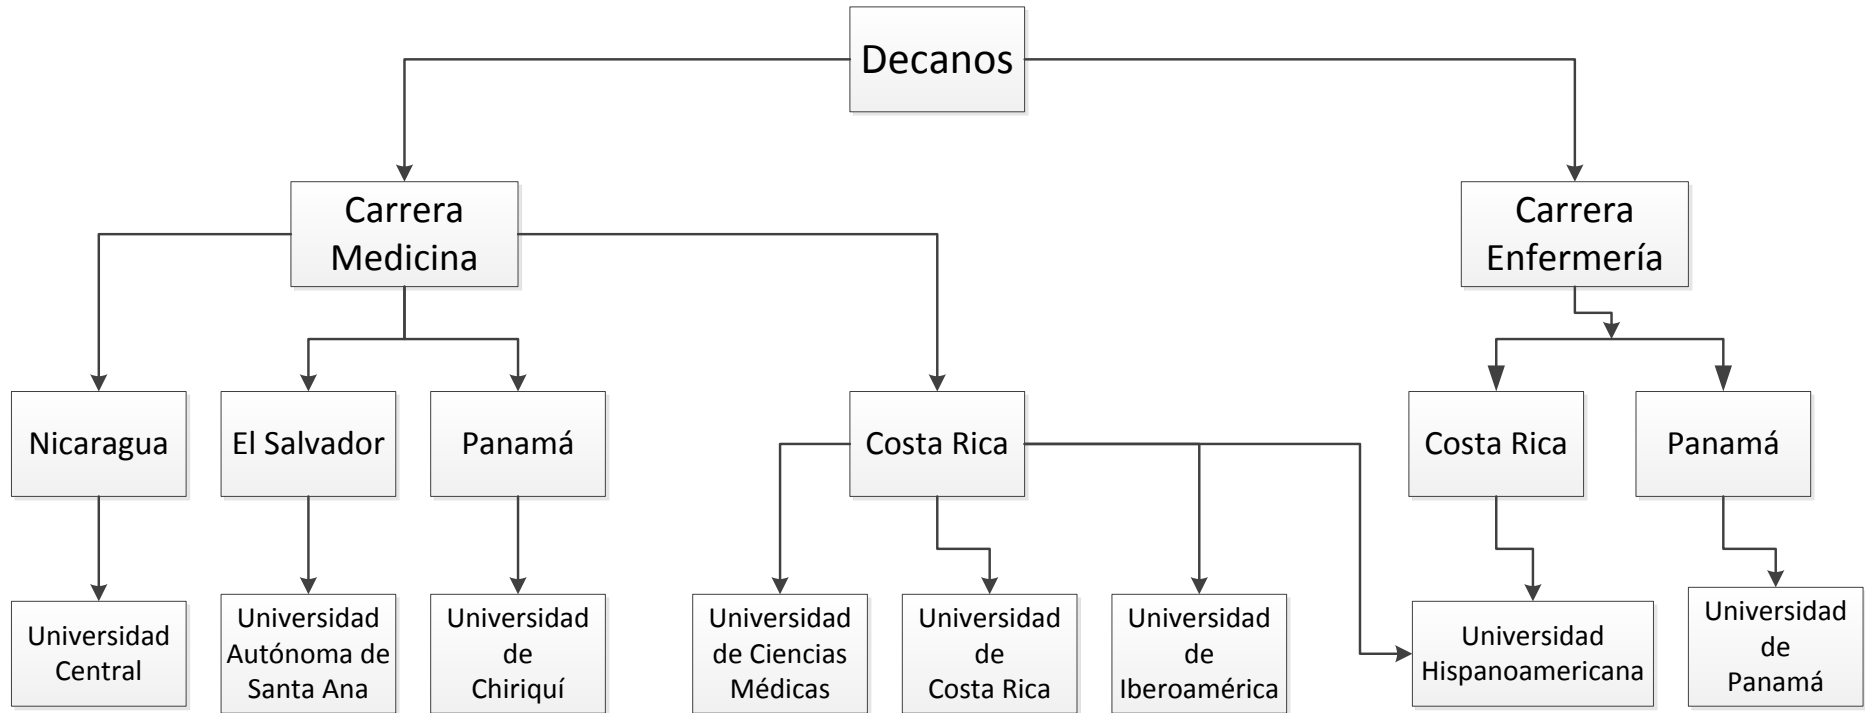 Decanos
Carrera
Medicina
Carrera
Enfermería
Nicaragua
El Salvador
Panamá
Costa Rica
Costa Rica
Panamá
Universidad
Central
Universidad
Autónoma de
Santa Ana
Universidad
de
Chiriquí
Universidad
de Ciencias
Médicas
Universidad
de
Costa Rica
Universidad
de
Iberoamérica
Universidad
Hispanoamericana
Universidad
de
Panamá